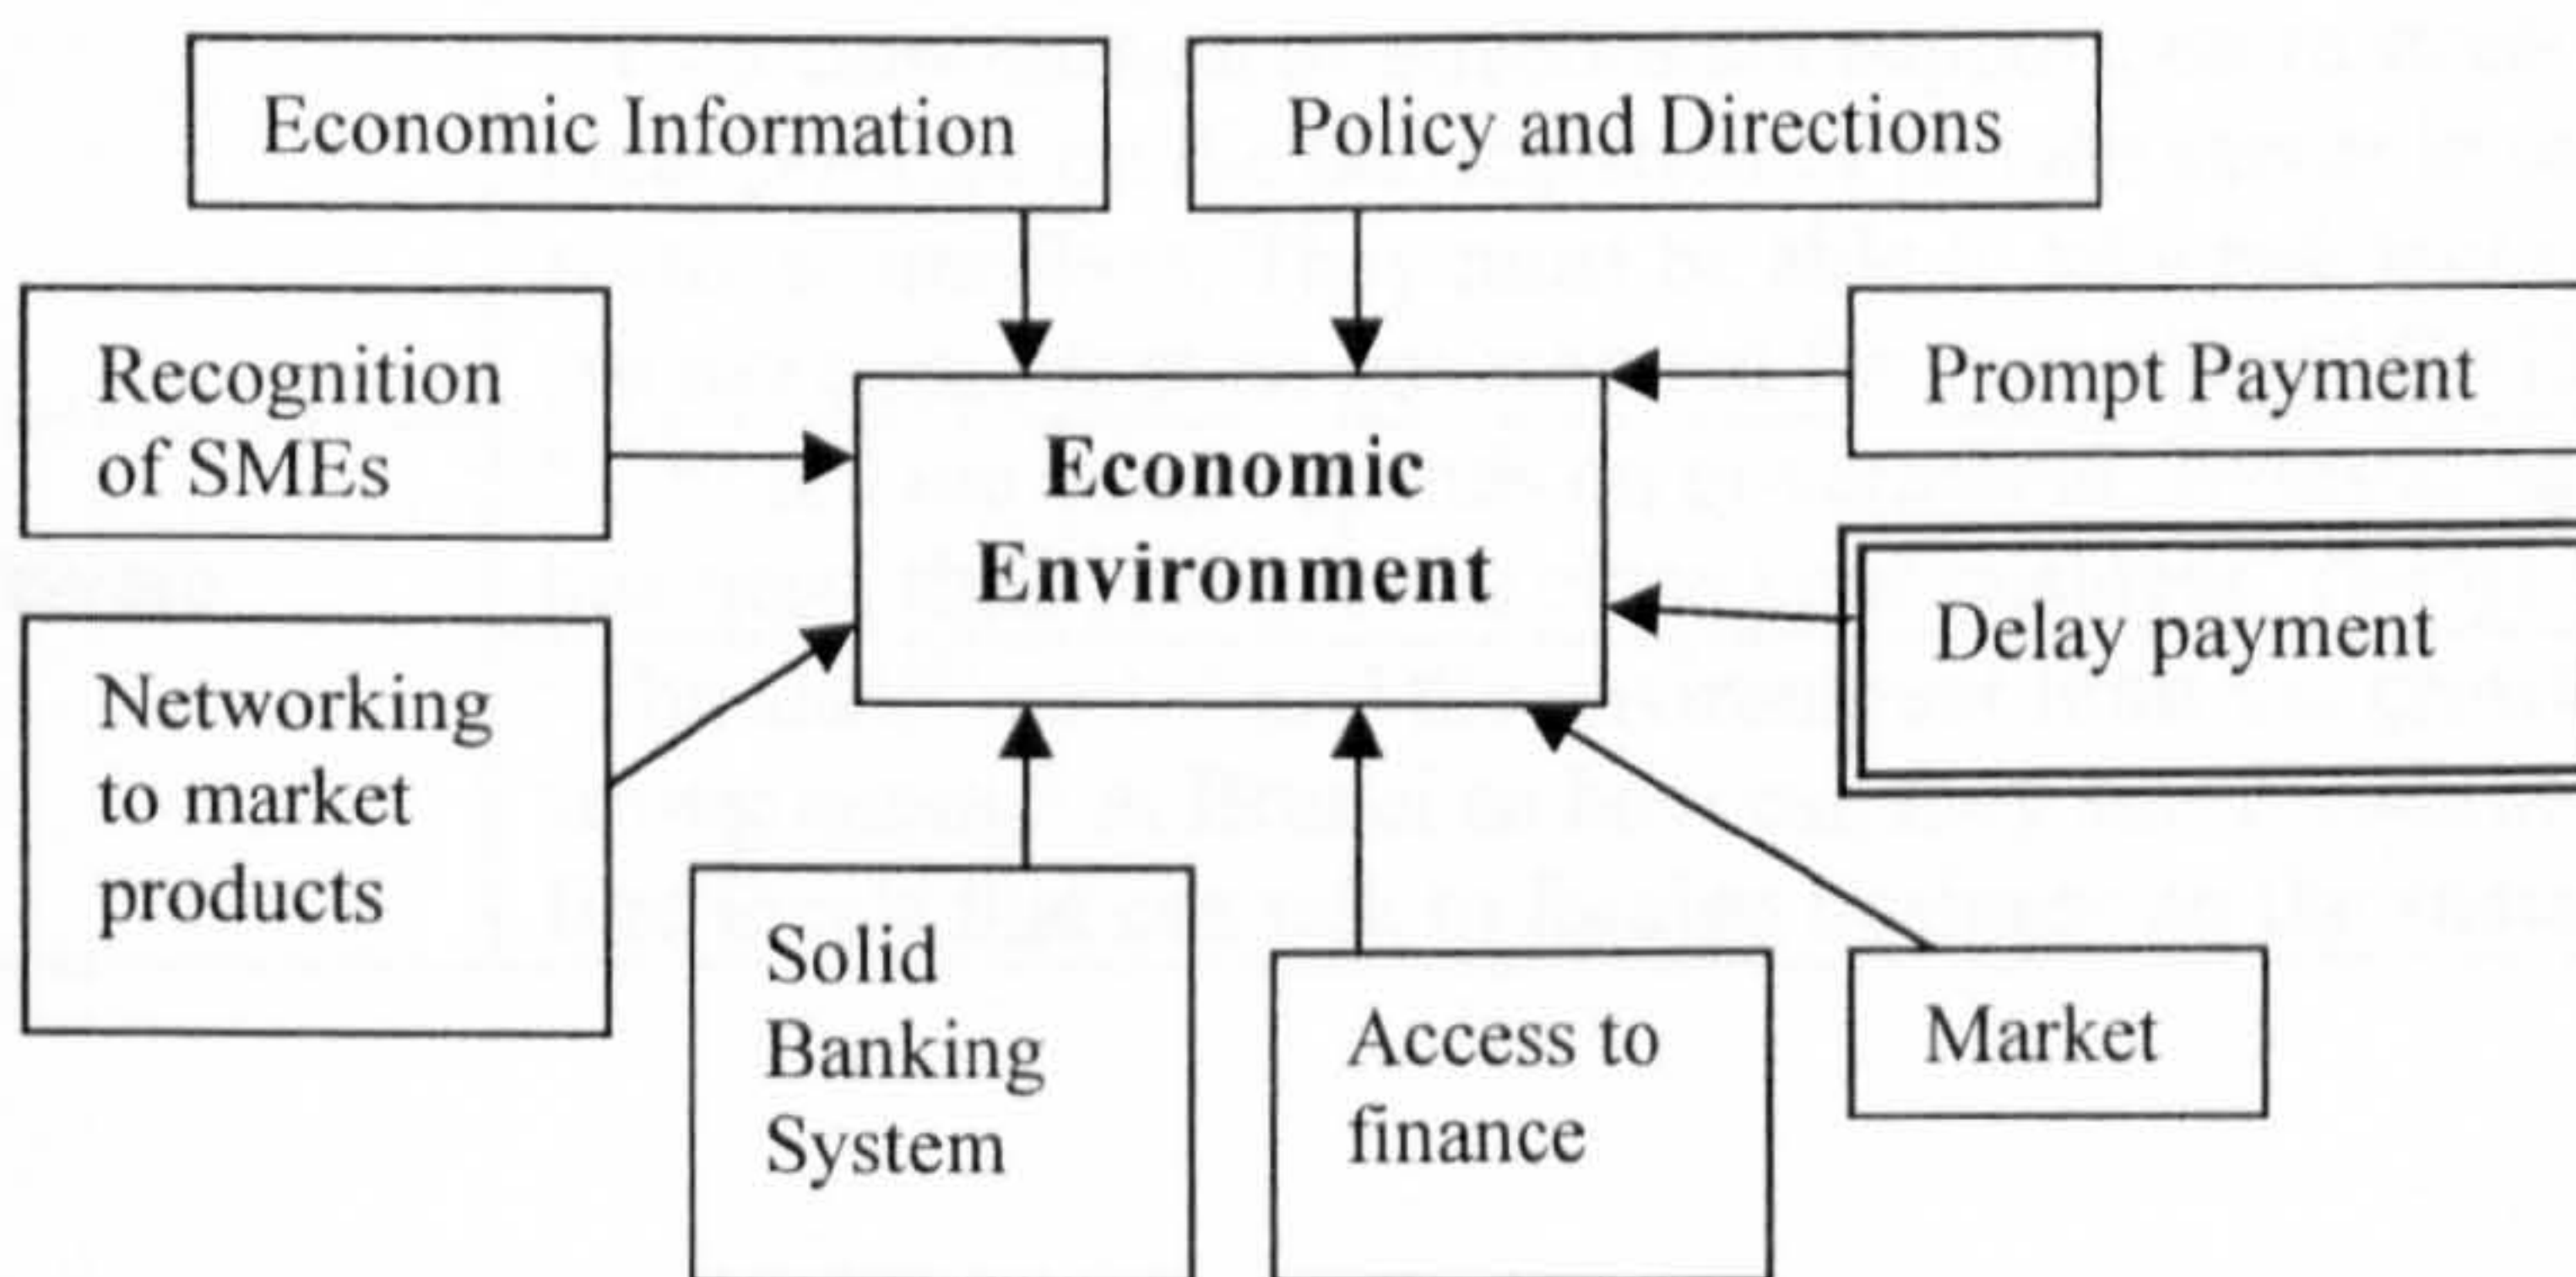 Economic Information
Policy and Directions
Recognition
of SMEs
Prompt Payment
Economic
Environment
Delay payment
Networking
to market
products
Solid
Banking
System
Access to
finance
Market